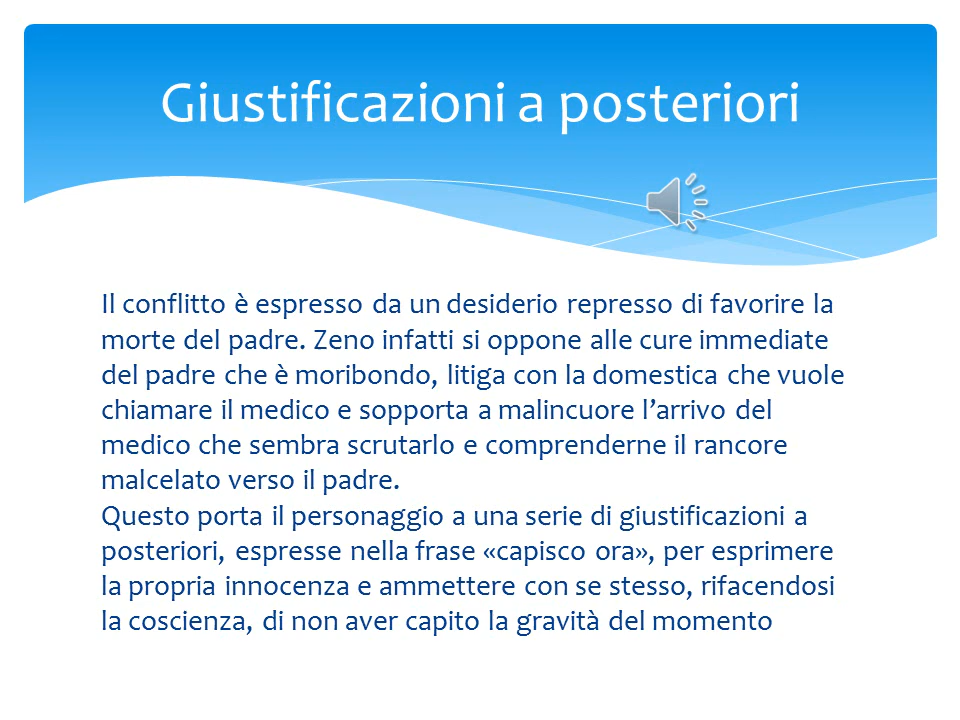 Giustificazioni a posteriori
Il conflitto è espresso da un desiderio represso di favorire la
morte del padre. Zeno infatti si oppone alle cure immediate
del padre che è moribondo, litiga con la domestica che vuole
chiamare il medico e sopporta a malincuore l’arrivo del
medico che sembra scrutarlo e comprenderne il rancore
malcelato verso il padre.
Questo porta il personaggio a una serie di giustificazioni a
posteriori, espresse nella frase «capisco ora», per esprimere
la propria innocenza e ammettere con se stesso, rifacendosi
la coscienza, di non aver capito la gravità del momento